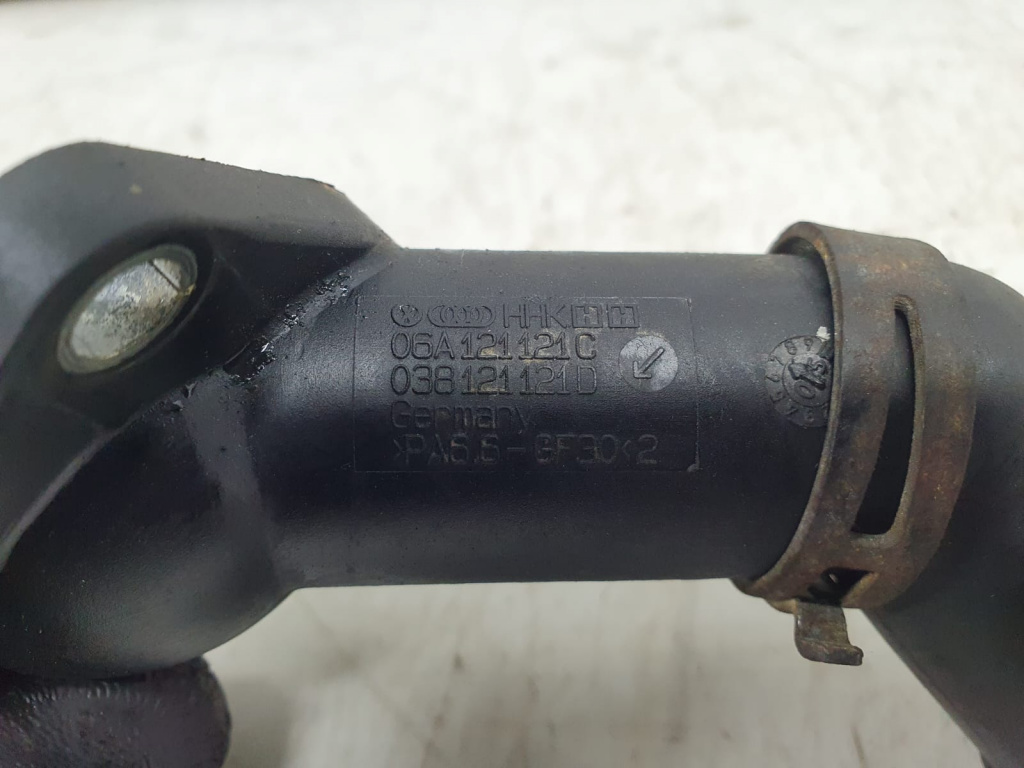 HHK
06A 121 121 C
038 121 121 D
Germany
>PA6.6-GF30<2